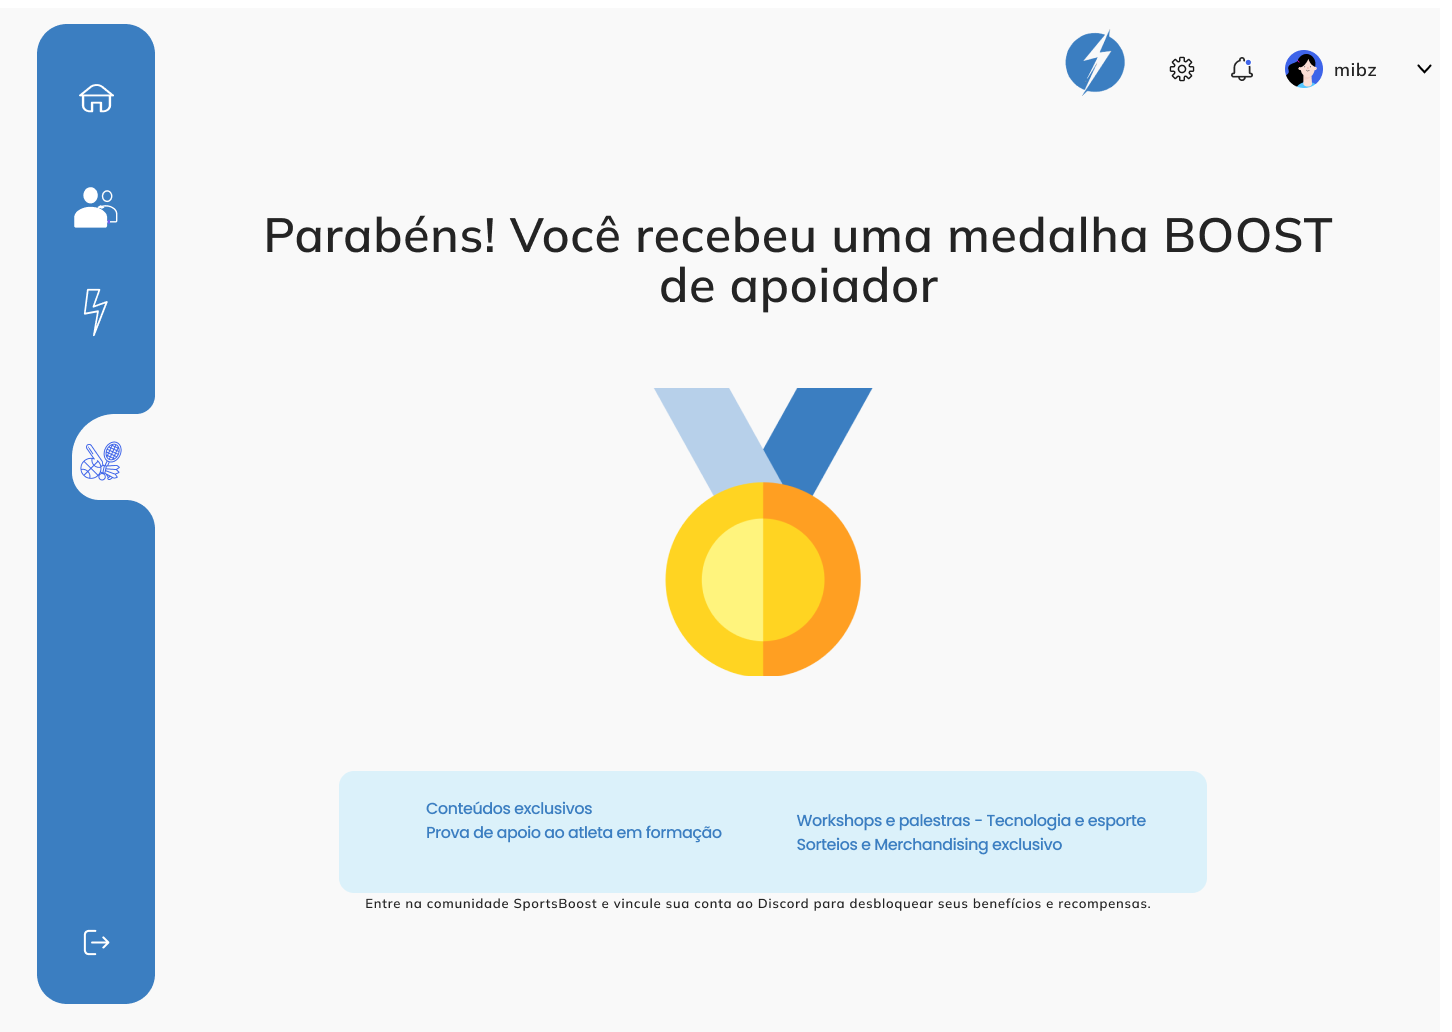 mibz
Parabéns! Você recebeu uma medalha BOOST
de apoiador
Conteúdos exclusivos
Prova de apoio ao atleta em formação
Workshops e palestras - Tecnologia e esporte
Sorteios e Merchandising exclusivo
Entre na comunidade SportsBoost e vincule sua conta ao Discord para desbloquear seus benefícios e recompensas.